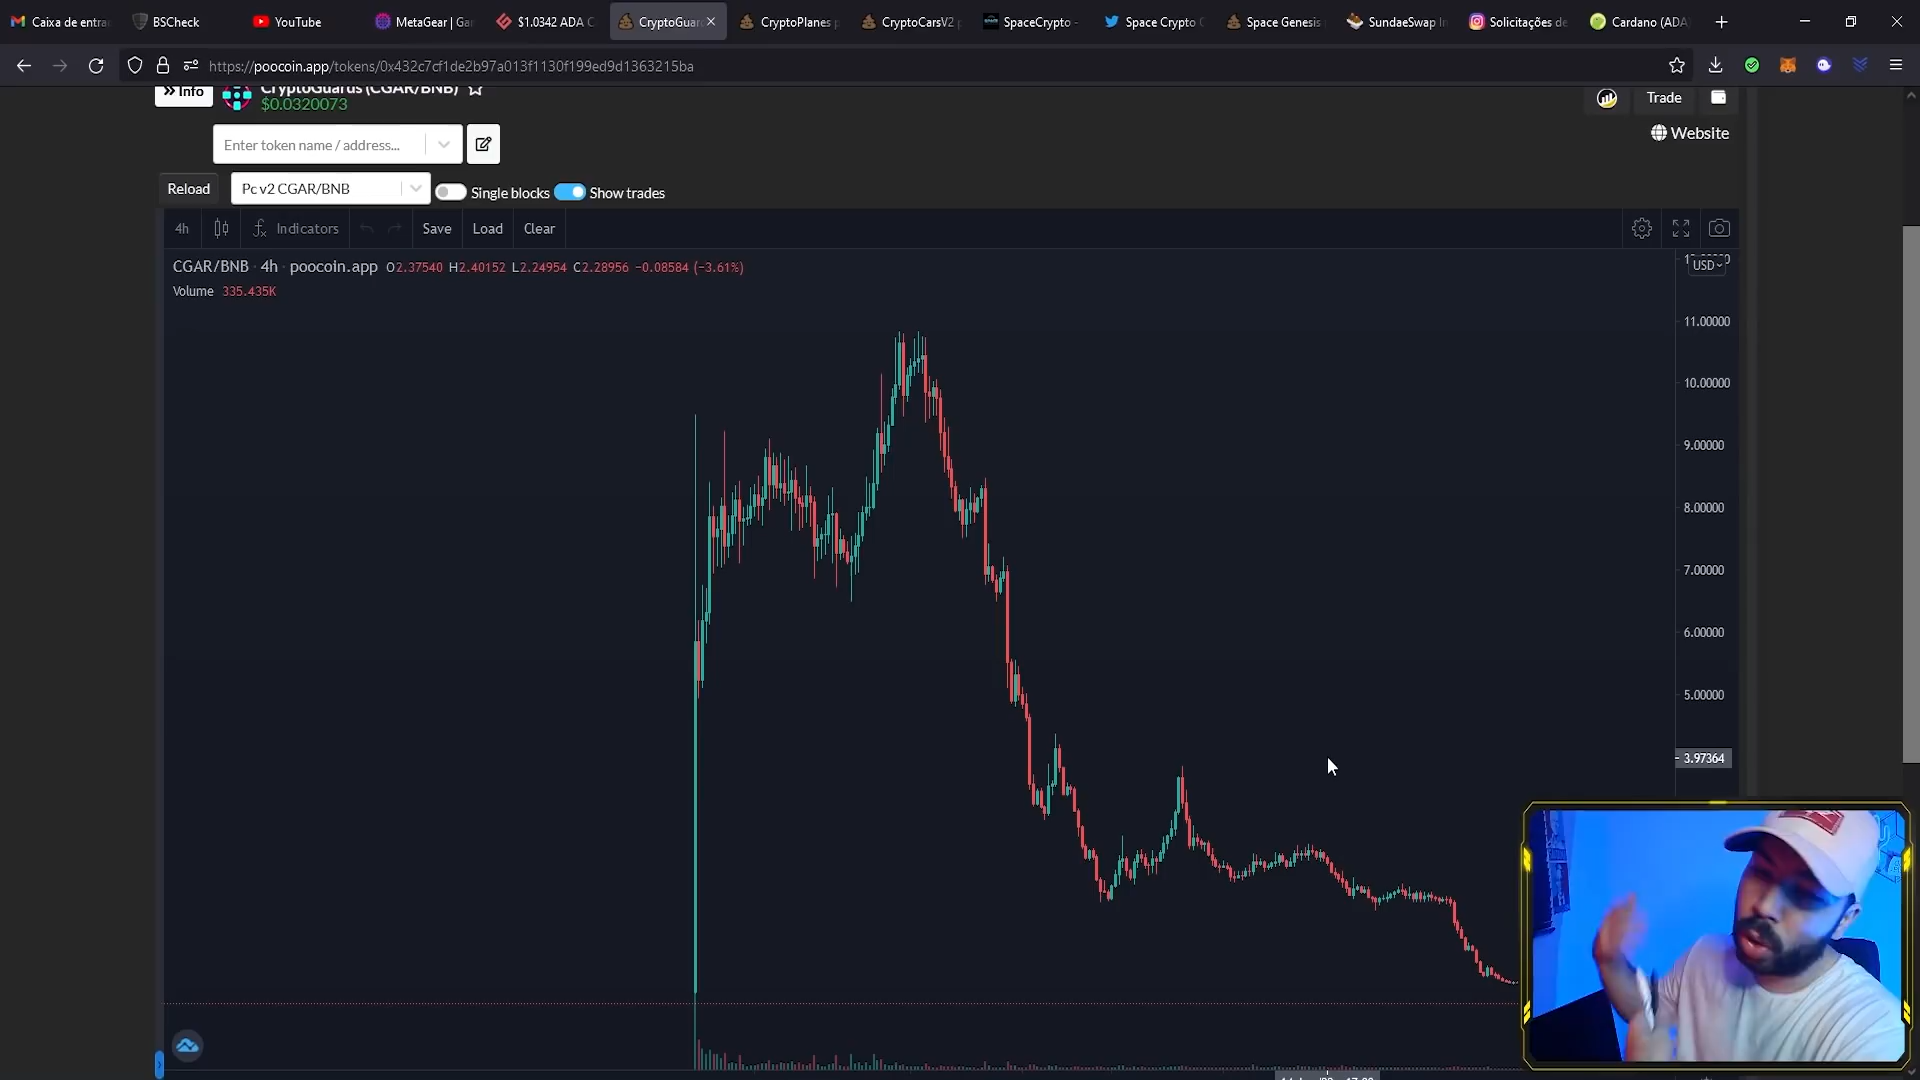 Caixa de entra
BSCheck
YouTube
MetaGear | Ga
$1.0342 ADA C
CryptoGuar
CryptoPlanes p
CryptoCarsV2 p
SpaceCrypto -
Space Crypto
Space Genesis
SundaeSwap
Solicitações de
Cardano (ADA
https://poocoin.app/tokens/0x432c7cf1de2b97a013f1130f199ed9d1363215ba
Info
CryptoGuards (CGAR/BNB)
$0.0320073
Trade
Enter token name / address...
Website
Reload
Pc v2 CGAR/BNB
Single blocks
Show trades
4h
Indicators
Save
Load
Clear
CGAR/BNB · 4h · poocoin.app O2.37540 H2.40152 L2.24954 C2.28956 −0.08584 (−3.61%)
Volume 335.435K
USD
11.00000
10.00000
9.00000
8.00000
7.00000
6.00000
5.00000
3.97364